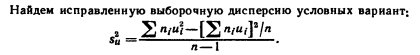 Найдем исправленную выборочную дисперсию условных вариант:
s_u^2 = (∑ n_i u_i^2 — [∑ n_i u_i]^2/n) / (n — 1).